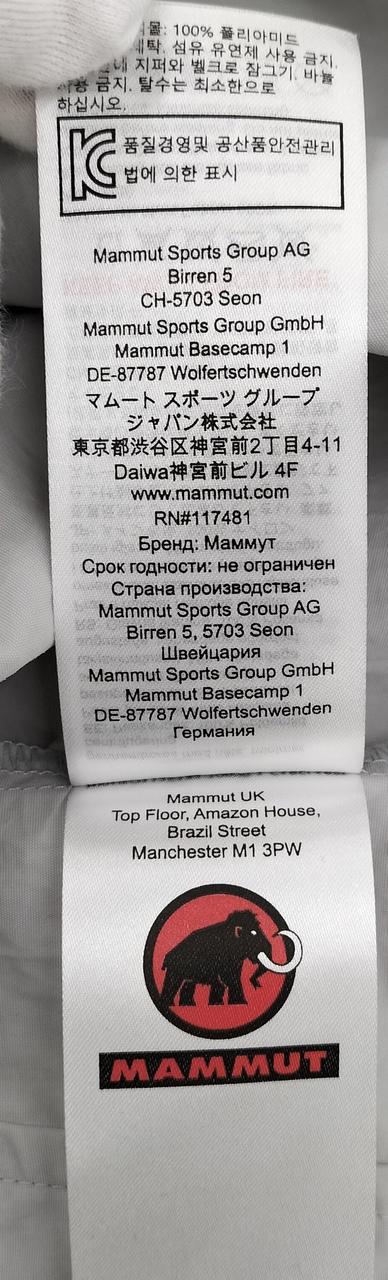 물: 100% 폴리아미드
세탁. 섬유 유연제 사용 금지.
지퍼와 벨크로 잠그기. 바늘
사용 금지. 탈수는 최소한으로
하십시오.
품질경영및 공산품안전관리
법에 의한 표시
Mammut Sports Group AG
Birren 5
CH-5703 Seon
Mammut Sports Group GmbH
Mammut Basecamp 1
DE-87787 Wolfertschwenden
マムート スポーツ グループ
ジャパン株式会社
東京都渋谷区神宮前2丁目4-11
Daiwa神宮前ビル 4F
www.mammut.com
RN#117481
Бренд: Маммут
Срок годности: не ограничен
Страна производства:
Mammut Sports Group AG
Birren 5, 5703 Seon
Швейцария
Mammut Sports Group GmbH
Mammut Basecamp 1
DE-87787 Wolfertschwenden
Германия
Mammut UK
Top Floor, Amazon House,
Brazil Street
Manchester M1 3PW
MAMMUT